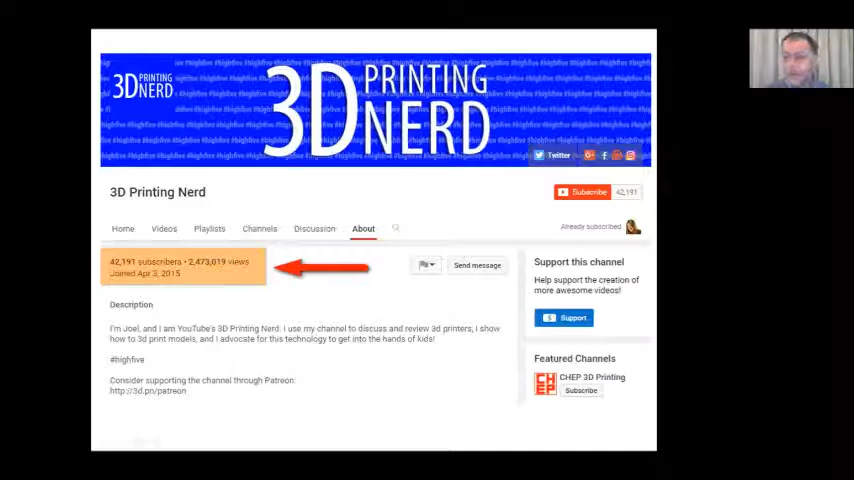 3D PRINTING NERD
3D PRINTING NERD
Twitter
3D Printing Nerd
Subscribe 42,191
Home Videos Playlists Channels Discussion About
Already subscribed
42,191 subscribers • 2,473,019 views
Joined Apr 3, 2015
Send message
Support this channel
Help support the creation of
more awesome videos!
Support
Description
I'm Joel, and I am YouTube's 3D Printing Nerd. I use my channel to discuss and review 3d printers, I show
how to 3d print models, and I advocate for this technology to get into the hands of kids!
#highfive
Consider supporting the channel through Patreon:
http://3d.pn/patreon
Featured Channels
CHEP
CHEP 3D Printing
Subscribe